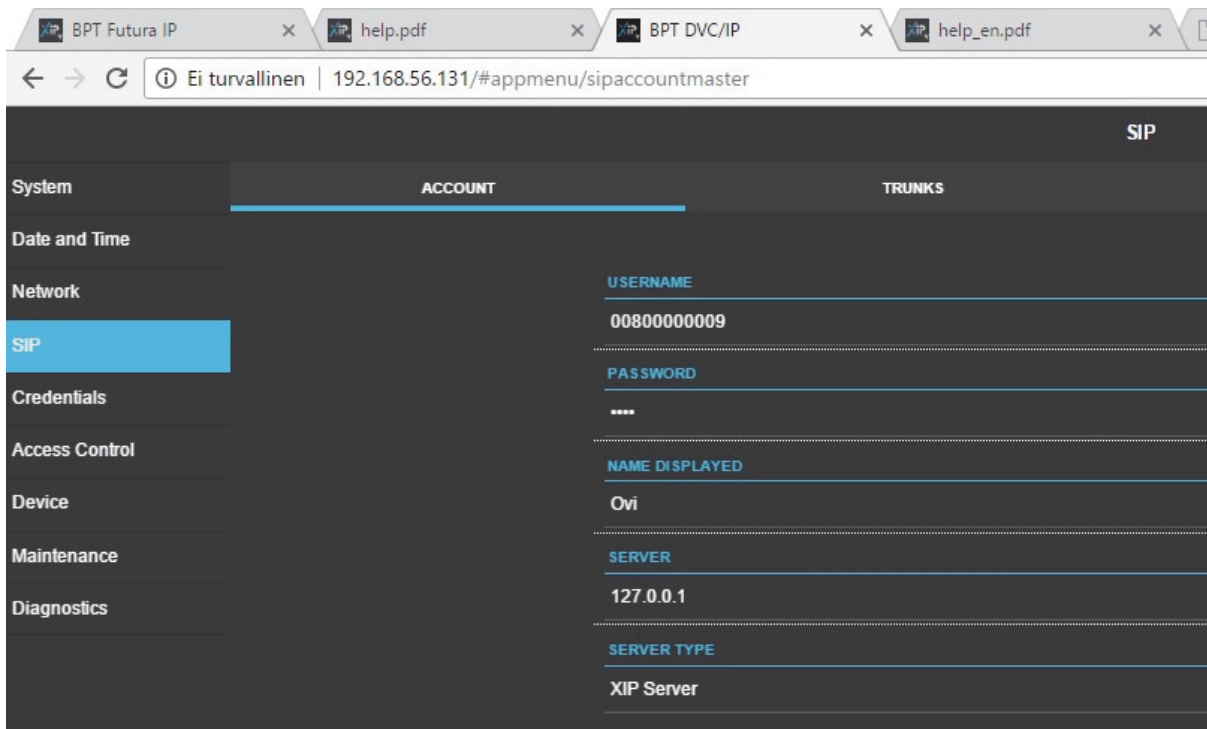 BPT Futura IP
help.pdf
BPT DVC/IP
help_en.pdf
Ei turvallinen | 192.168.56.131/#appmenu/sipaccountmaster
SIP
System
ACCOUNT
TRUNKS
Date and Time
Network
SIP
Credentials
Access Control
Device
Maintenance
Diagnostics
USERNAME
00800000009
PASSWORD
••••
NAME DISPLAYED
Ovi
SERVER
127.0.0.1
SERVER TYPE
XIP Server